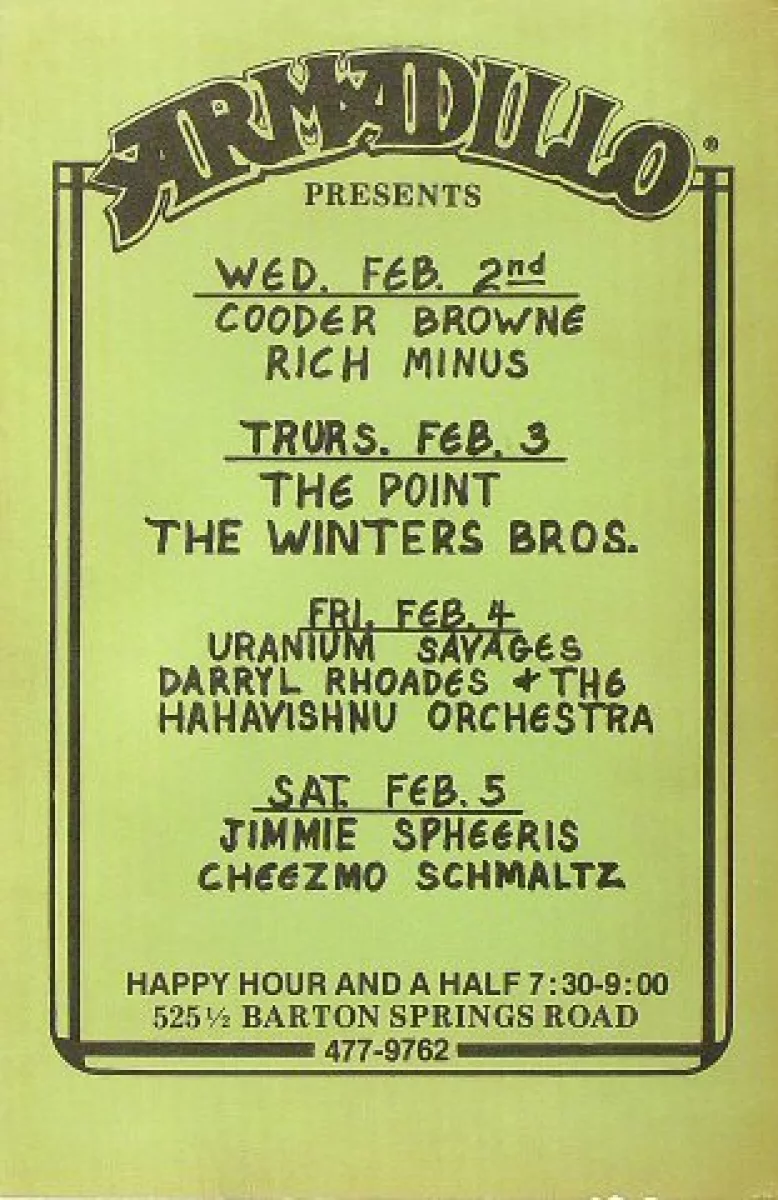 ARMADILLO®
PRESENTS
WED. FEB. 2nd
COODER BROWNE
RICH MINUS
TRURS. FEB. 3
THE POINT
THE WINTERS BROS.
FRI. FEB. 4
URANIUM SAVAGES
DARRYL RHOADES + THE
HAHAVISHNU ORCHESTRA
SAT. FEB. 5
JIMMIE SPHEERIS
CHEEZMO SCHMALTZ
HAPPY HOUR AND A HALF 7:30-9:00
525½ BARTON SPRINGS ROAD
477-9762